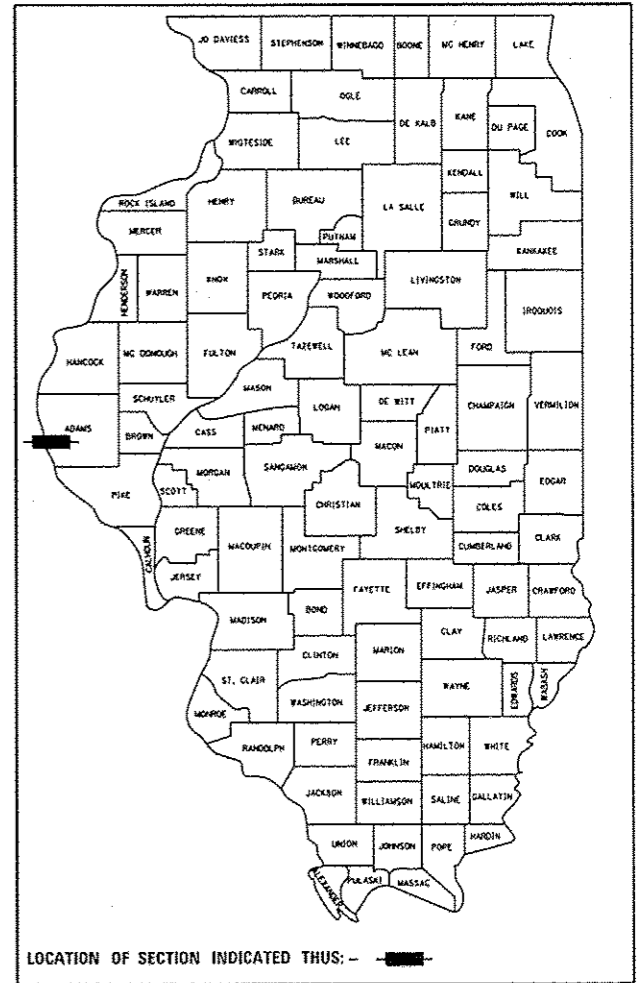 JO DAVIESS STEPHENSON WINNEBAGO BOONE MC HENRY LAKE
CARROLL OGLE DE KALB KANE DU PAGE COOK
WHITESIDE LEE
KENDALL WILL
ROCK ISLAND HENRY BUREAU LA SALLE GRUNDY
MERCER PUTNAM
STARK MARSHALL KANKAKEE
HENDERSON WARREN KNOX PEORIA WOODFORD LIVINGSTON IROQUOIS
HANCOCK MC DONOUGH FULTON TAZEWELL MC LEAN FORD
MASON
SCHUYLER LOGAN DE WITT CHAMPAIGN VERMILION
ADAMS BROWN CASS MENARD MACON PIATT
MORGAN SANGAMON DOUGLAS
PIKE SCOTT CHRISTIAN MOULTRIE COLES EDGAR
GREENE MACOUPIN MONTGOMERY SHELBY CUMBERLAND CLARK
CALHOUN JERSEY
MADISON BOND FAYETTE EFFINGHAM JASPER CRAWFORD
CLINTON MARION CLAY RICHLAND LAWRENCE
ST. CLAIR WASHINGTON WAYNE EDWARDS WABASH
MONROE JEFFERSON
RANDOLPH PERRY HAMILTON WHITE
FRANKLIN
JACKSON WILLIAMSON SALINE GALLATIN
UNION JOHNSON POPE HARDIN
ALEXANDER PULASKI MASSAC
LOCATION OF SECTION INDICATED THUS: -